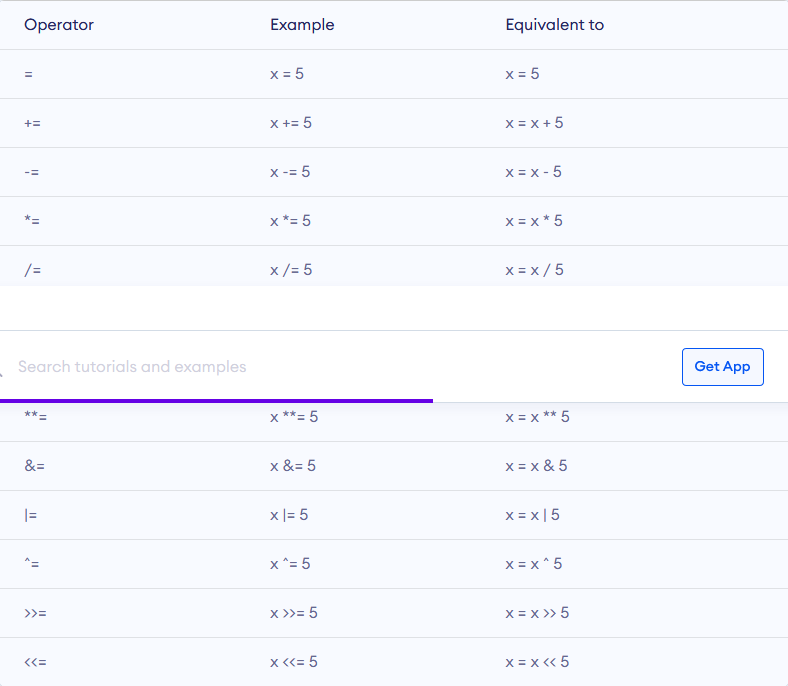 Operator Example Equivalent to
= x = 5 x = 5
+= x += 5 x = x + 5
-= x -= 5 x = x - 5
*= x *= 5 x = x * 5
/= x /= 5 x = x / 5
Search tutorials and examples Get App
**= x **= 5 x = x ** 5
&= x &= 5 x = x & 5
|= x |= 5 x = x | 5
^= x ^= 5 x = x ^ 5
>>= x >>= 5 x = x >> 5
<<= x <<= 5 x = x << 5